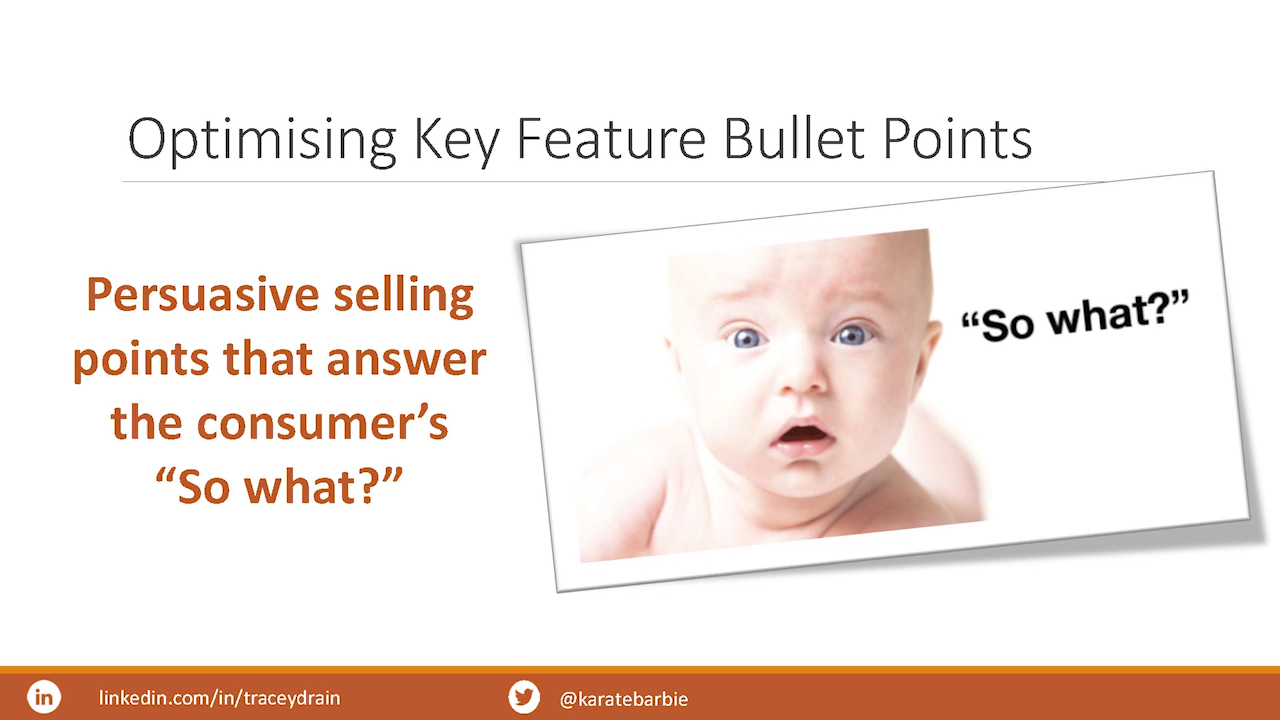 Optimising Key Feature Bullet Points
Persuasive selling
points that answer
the consumer’s
“So what?”
“So what?”
in
linkedin.com/in/traceydrain
@karatebarbie